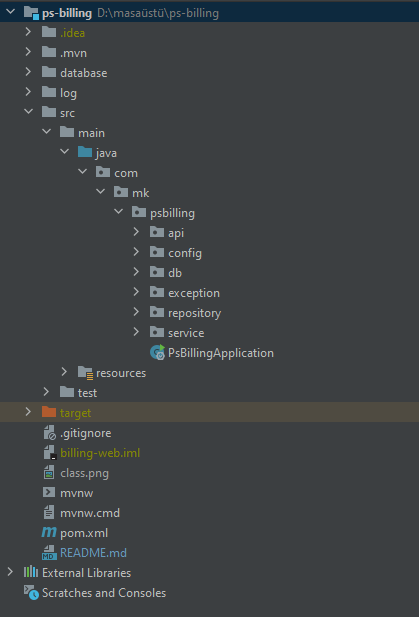 ps-billing D:\masaüstü\ps-billing
.idea
.mvn
database
log
src
main
java
com
mk
psbilling
api
config
db
exception
repository
service
PsBillingApplication
resources
test
target
.gitignore
billing-web.iml
class.png
mvnw
mvnw.cmd
pom.xml
README.md
External Libraries
Scratches and Consoles